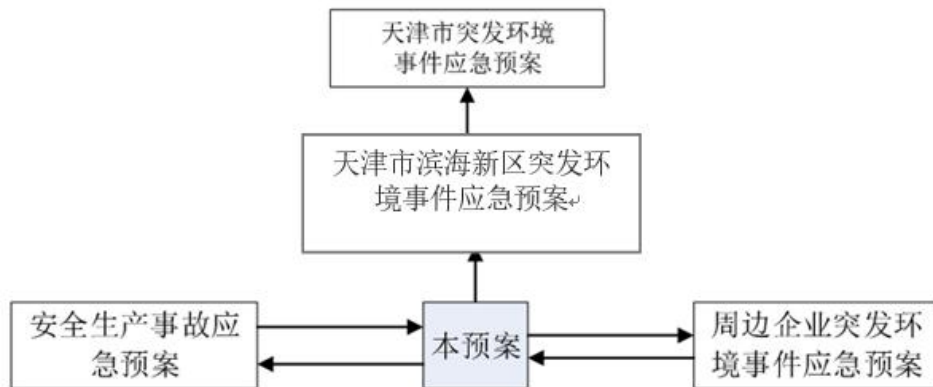 天津市突发环境
事件应急预案
天津市滨海新区突发环
境事件应急预案
安全生产事故应
急预案
本预案
周边企业突发环
境事件应急预案